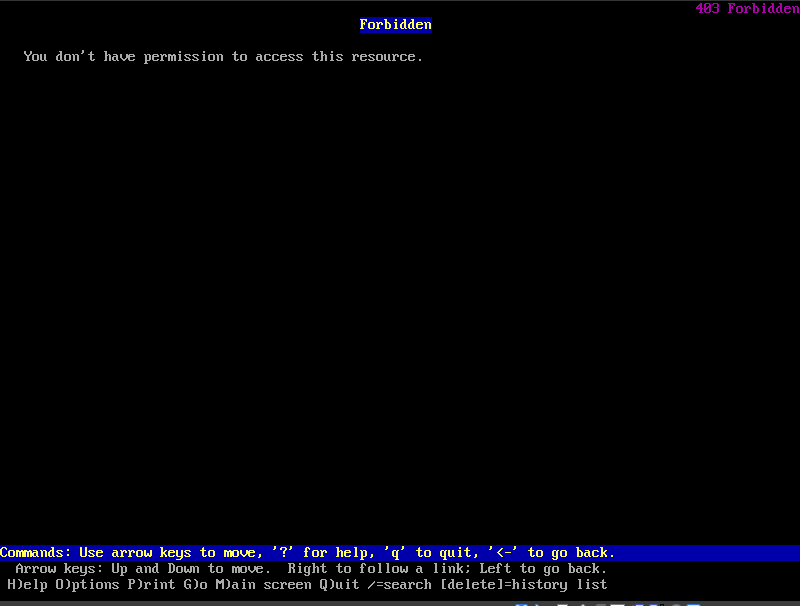 403 Forbidden
Forbidden
You don't have permission to access this resource.
Commands: Use arrow keys to move, '?' for help, 'q' to quit, '<-' to go back.
Arrow keys: Up and Down to move. Right to follow a link; Left to go back.
H)elp O)ptions P)rint G)o M)ain screen Q)uit /=search [delete]=history list